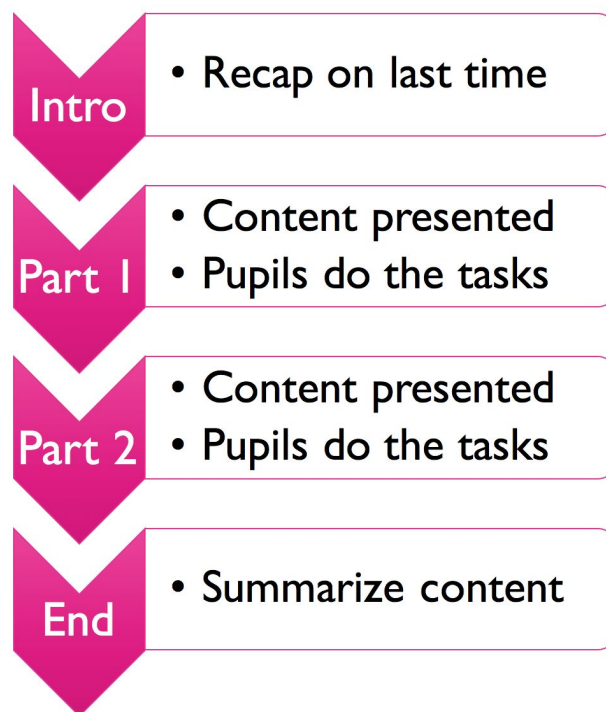 Intro
• Recap on last time
Part 1
• Content presented
• Pupils do the tasks
Part 2
• Content presented
• Pupils do the tasks
End
• Summarize content